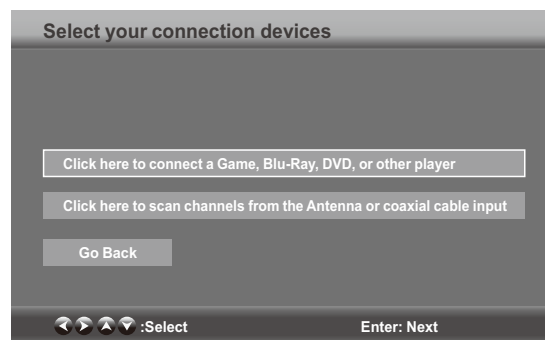 Select your connection devices
Click here to connect a Game, Blu-Ray, DVD, or other player
Click here to scan channels from the Antenna or coaxial cable input
Go Back
:Select Enter: Next